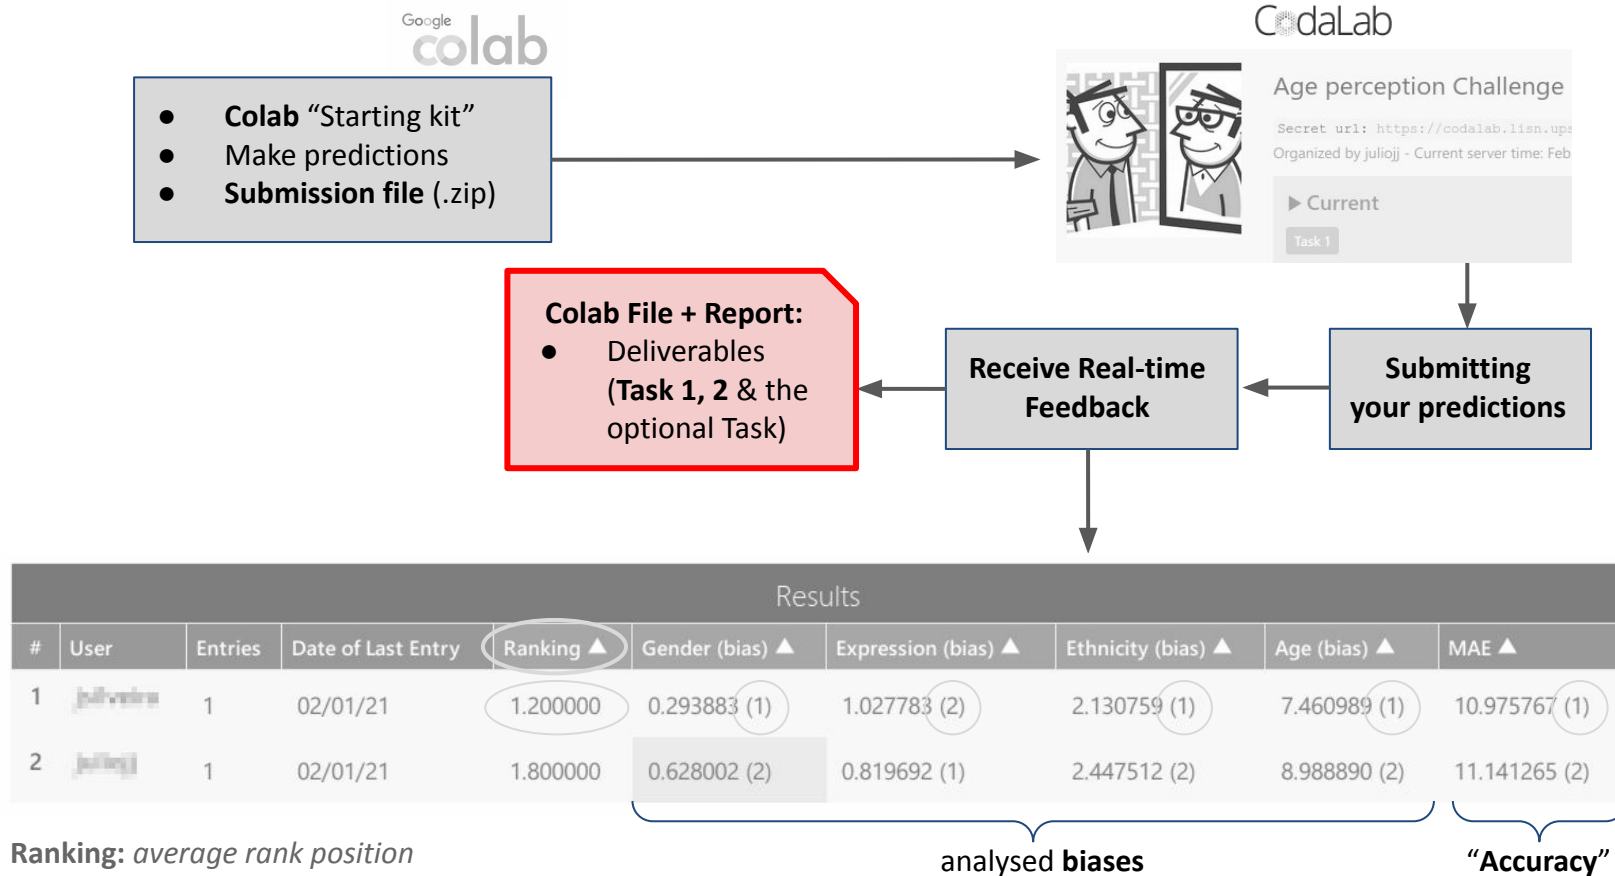 Google
colab
CodaLab
● Colab “Starting kit”
● Make predictions
● Submission file (.zip)
Age perception Challenge
Secret url: https://codalab.lisn.ups
Organized by juliojj - Current server time: Feb
▶ Current
Task 1
Colab File + Report:
● Deliverables
(Task 1, 2 & the
optional Task)
Receive Real-time
Feedback
Submitting
your predictions
Results
# User Entries Date of Last Entry Ranking ▲ Gender (bias) ▲ Expression (bias) ▲ Ethnicity (bias) ▲ Age (bias) ▲ MAE ▲
1 1 02/01/21 1.200000 0.293883 (1) 1.027783 (2) 2.130759 (1) 7.460989 (1) 10.975767 (1)
2 1 02/01/21 1.800000 0.628002 (2) 0.819692 (1) 2.447512 (2) 8.988890 (2) 11.141265 (2)
Ranking: average rank position
analysed biases
“Accuracy”